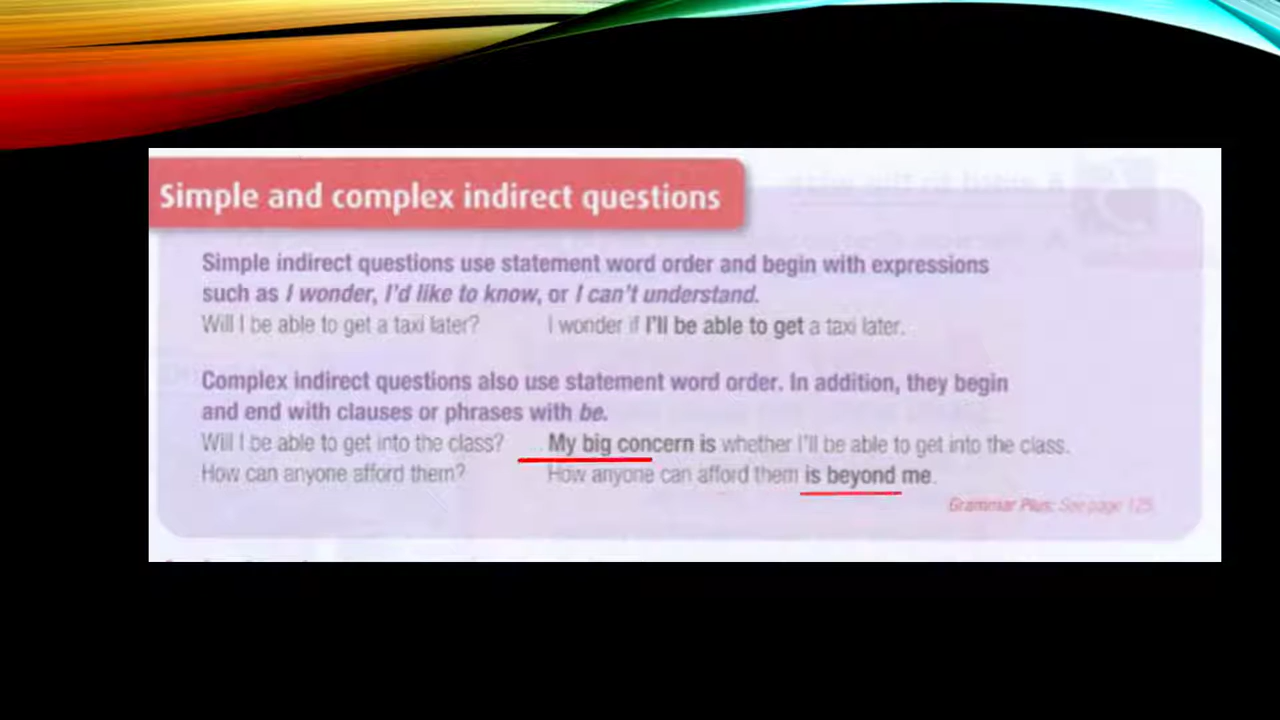 Simple and complex indirect questions
Simple indirect questions use statement word order and begin with expressions
such as I wonder, I'd like to know, or I can't understand.
Will I be able to get a taxi later? I wonder if I'll be able to get a taxi later.
Complex indirect questions also use statement word order. In addition, they begin
and end with clauses or phrases with be.
Will I be able to get into the class? My big concern is whether I'll be able to get into the class.
How can anyone afford them? How anyone can afford them is beyond me.
Grammar Plus: See page 125